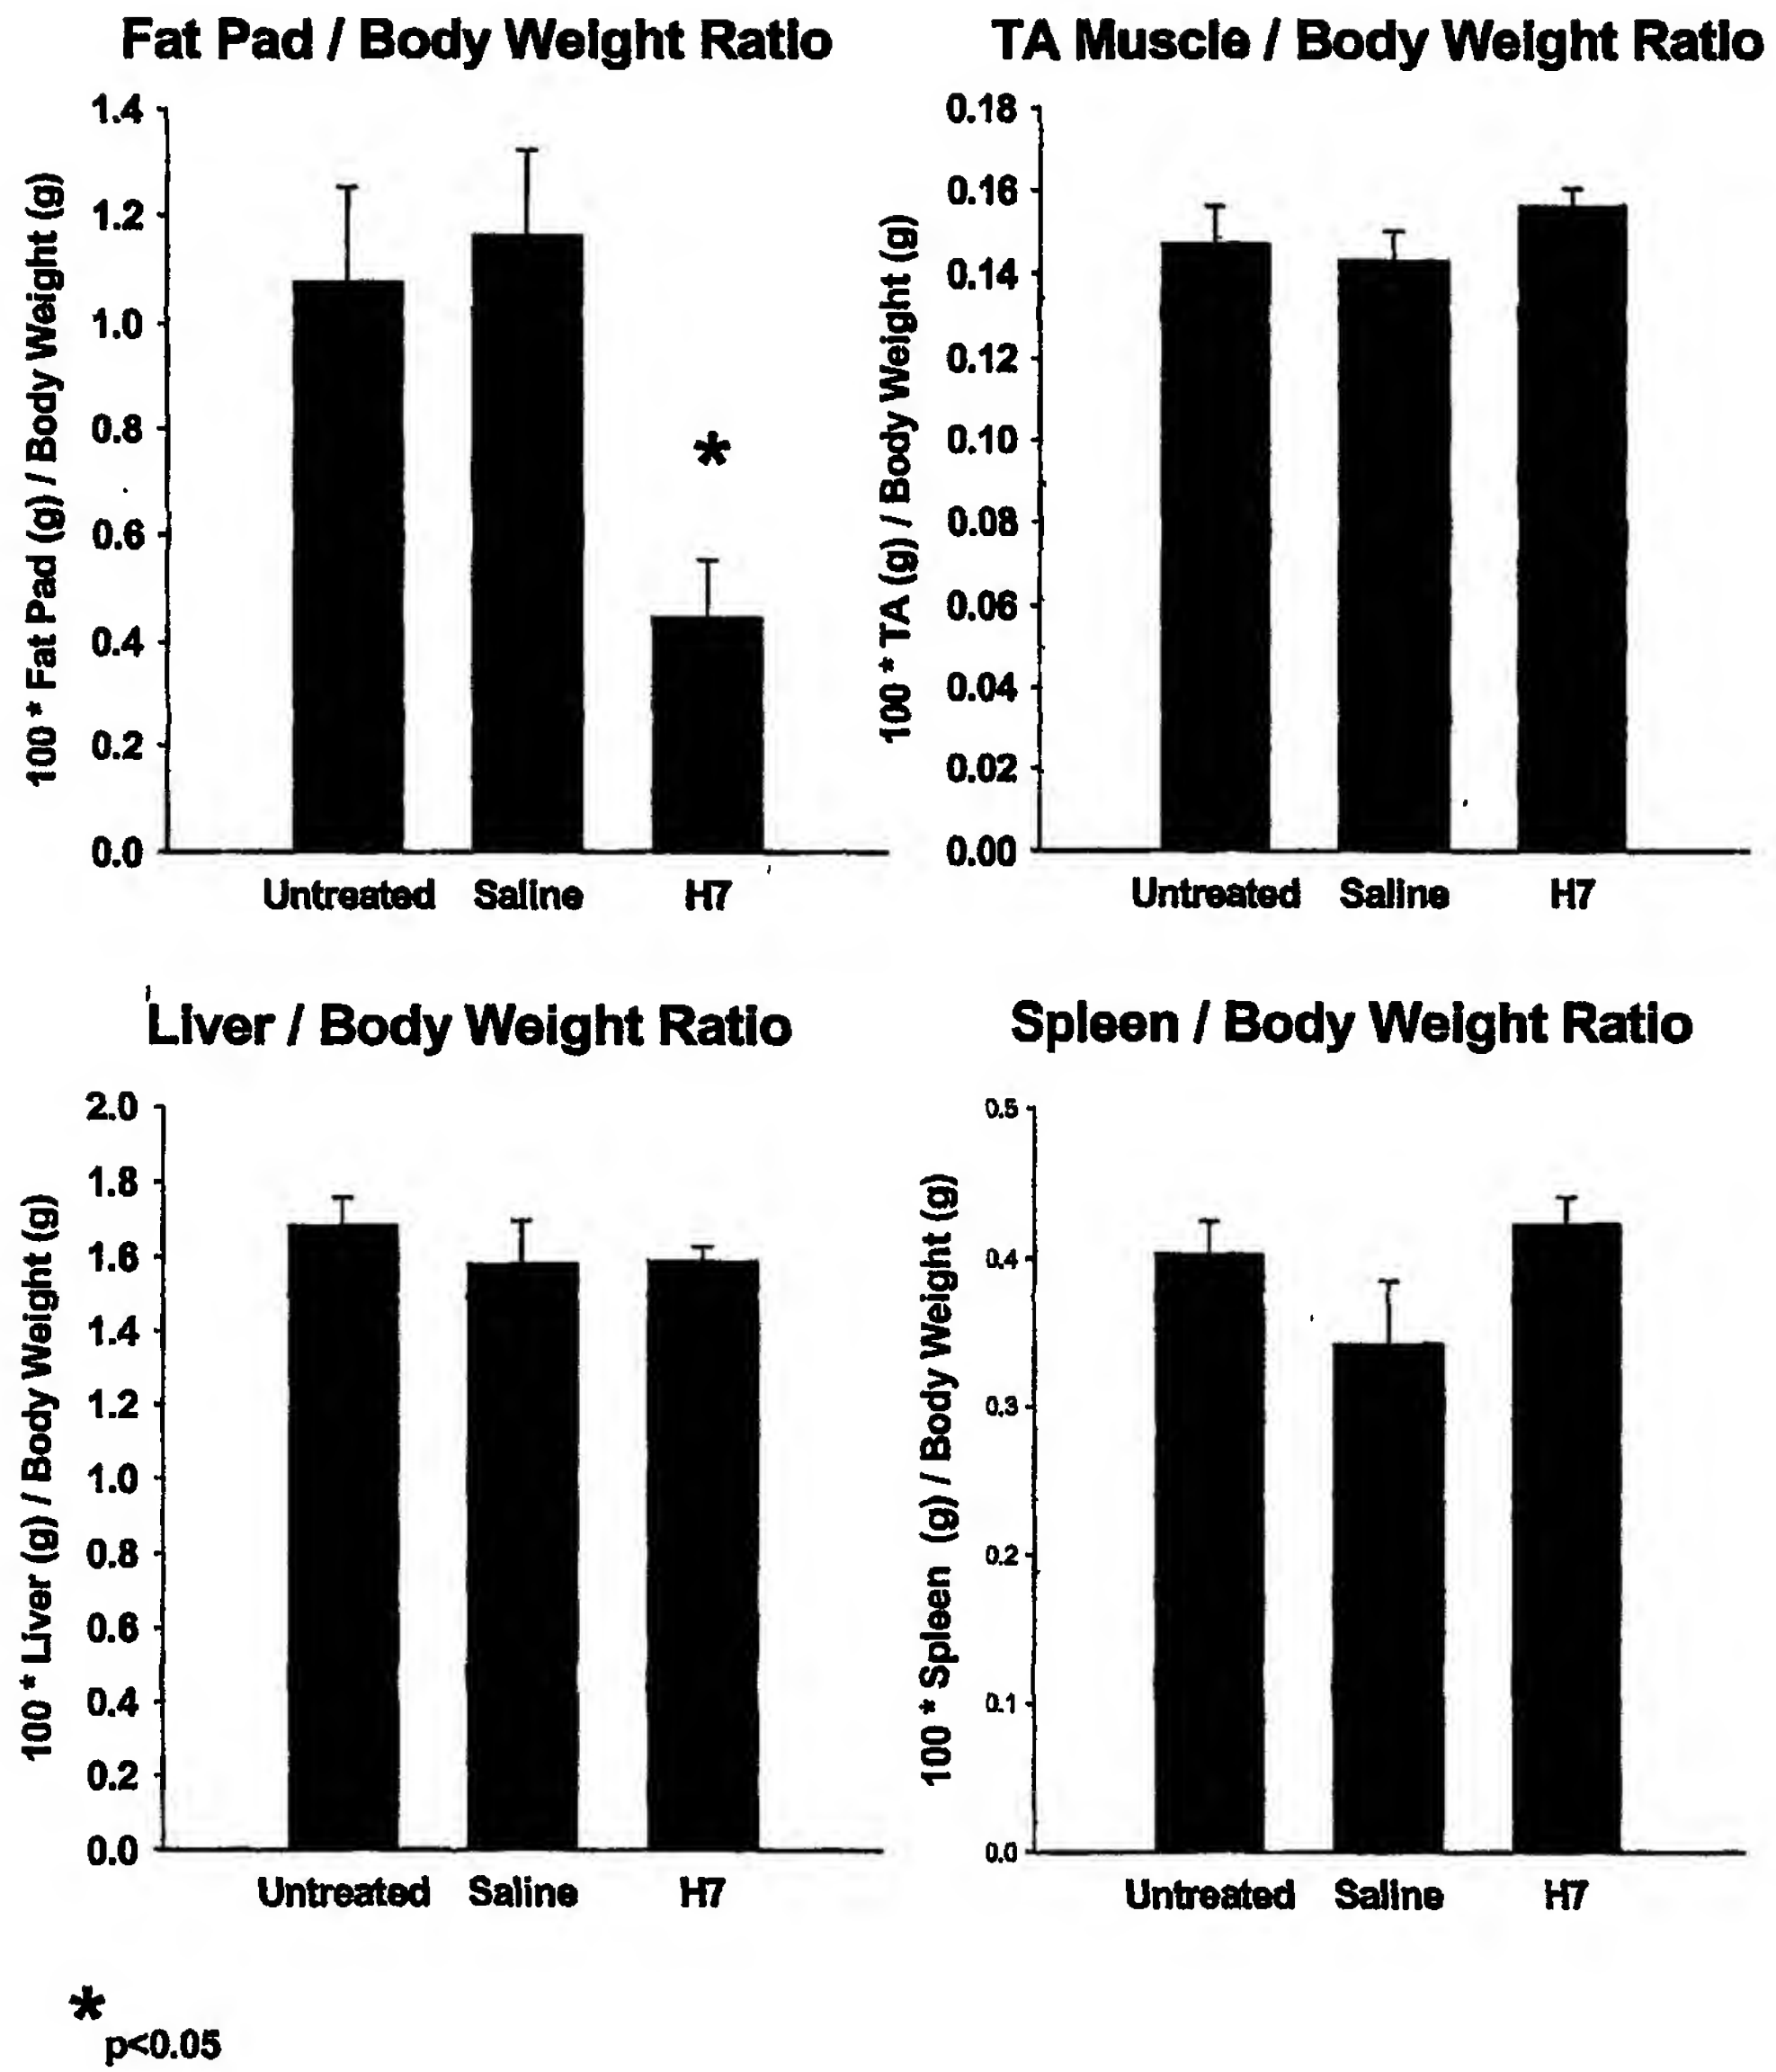 Fat Pad / Body Weight Ratio
100 * Fat Pad (g) / Body Weight (g)
1.4
1.2
1.0
0.8
0.6
0.4
0.2
0.0
*
Untreated Saline H7
TA Muscle / Body Weight Ratio
100 * TA (g) / Body Weight (g)
0.18
0.16
0.14
0.12
0.10
0.08
0.06
0.04
0.02
0.00
Untreated Saline H7
Liver / Body Weight Ratio
100 * Liver (g) / Body Weight (g)
2.0
1.8
1.6
1.4
1.2
1.0
0.8
0.6
0.4
0.2
0.0
Untreated Saline H7
Spleen / Body Weight Ratio
100 * Spleen (g) / Body Weight (g)
0.5
0.4
0.3
0.2
0.1
0.0
Untreated Saline H7
*
p<0.05